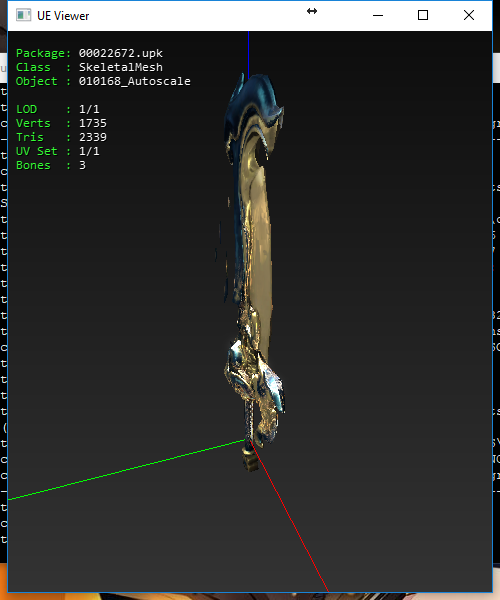 UE Viewer
Package: 00022672.upk
Class : SkeletalMesh
Object : 010168_Autoscale
LOD : 1/1
Verts : 1735
Tris : 2339
UV Set : 1/1
Bones : 3